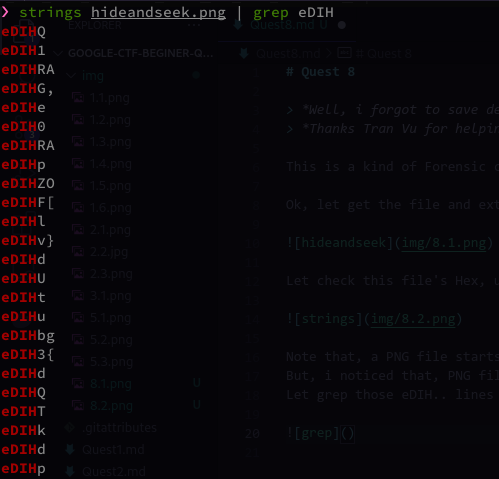 ❯ strings hideandseek.png | grep eDIH
eDIHQ
eDIH1
eDIHRA
eDIHG,
eDIHe
eDIH0
eDIHRA
eDIHp
eDIHZO
eDIHF[
eDIHl
eDIHv}
eDIHd
eDIHU
eDIHt
eDIHu
eDIHbg
eDIH3{
eDIHd
eDIHQ
eDIHT
eDIHk
eDIHd
eDIHp
EXPLORER
GOOGLE-CTF-BEGINER-Q...
img
1.1.png
1.2.png
1.3.png
1.4.png
1.5.png
1.6.png
2.1.png
2.2.jpg
2.3.png
3.1.png
5.1.png
5.2.png
5.3.png
8.1.png U
8.2.png U
.gitattributes
Quest1.md
Quest2.md
Quest8.md U
Quest8.md > # Quest 8
# Quest 8
> *Well, i forgot to save de
> *Thanks Tran Vu for helpin
This is a kind of Forensic c
Ok, let get the file and ext
![hideandseek](img/8.1.png)
Let check this file's Hex, u
![strings](img/8.2.png)
Note that, a PNG file starts
But, i noticed that, PNG fil
Let grep those eDIH.. lines
20 ![grep]()